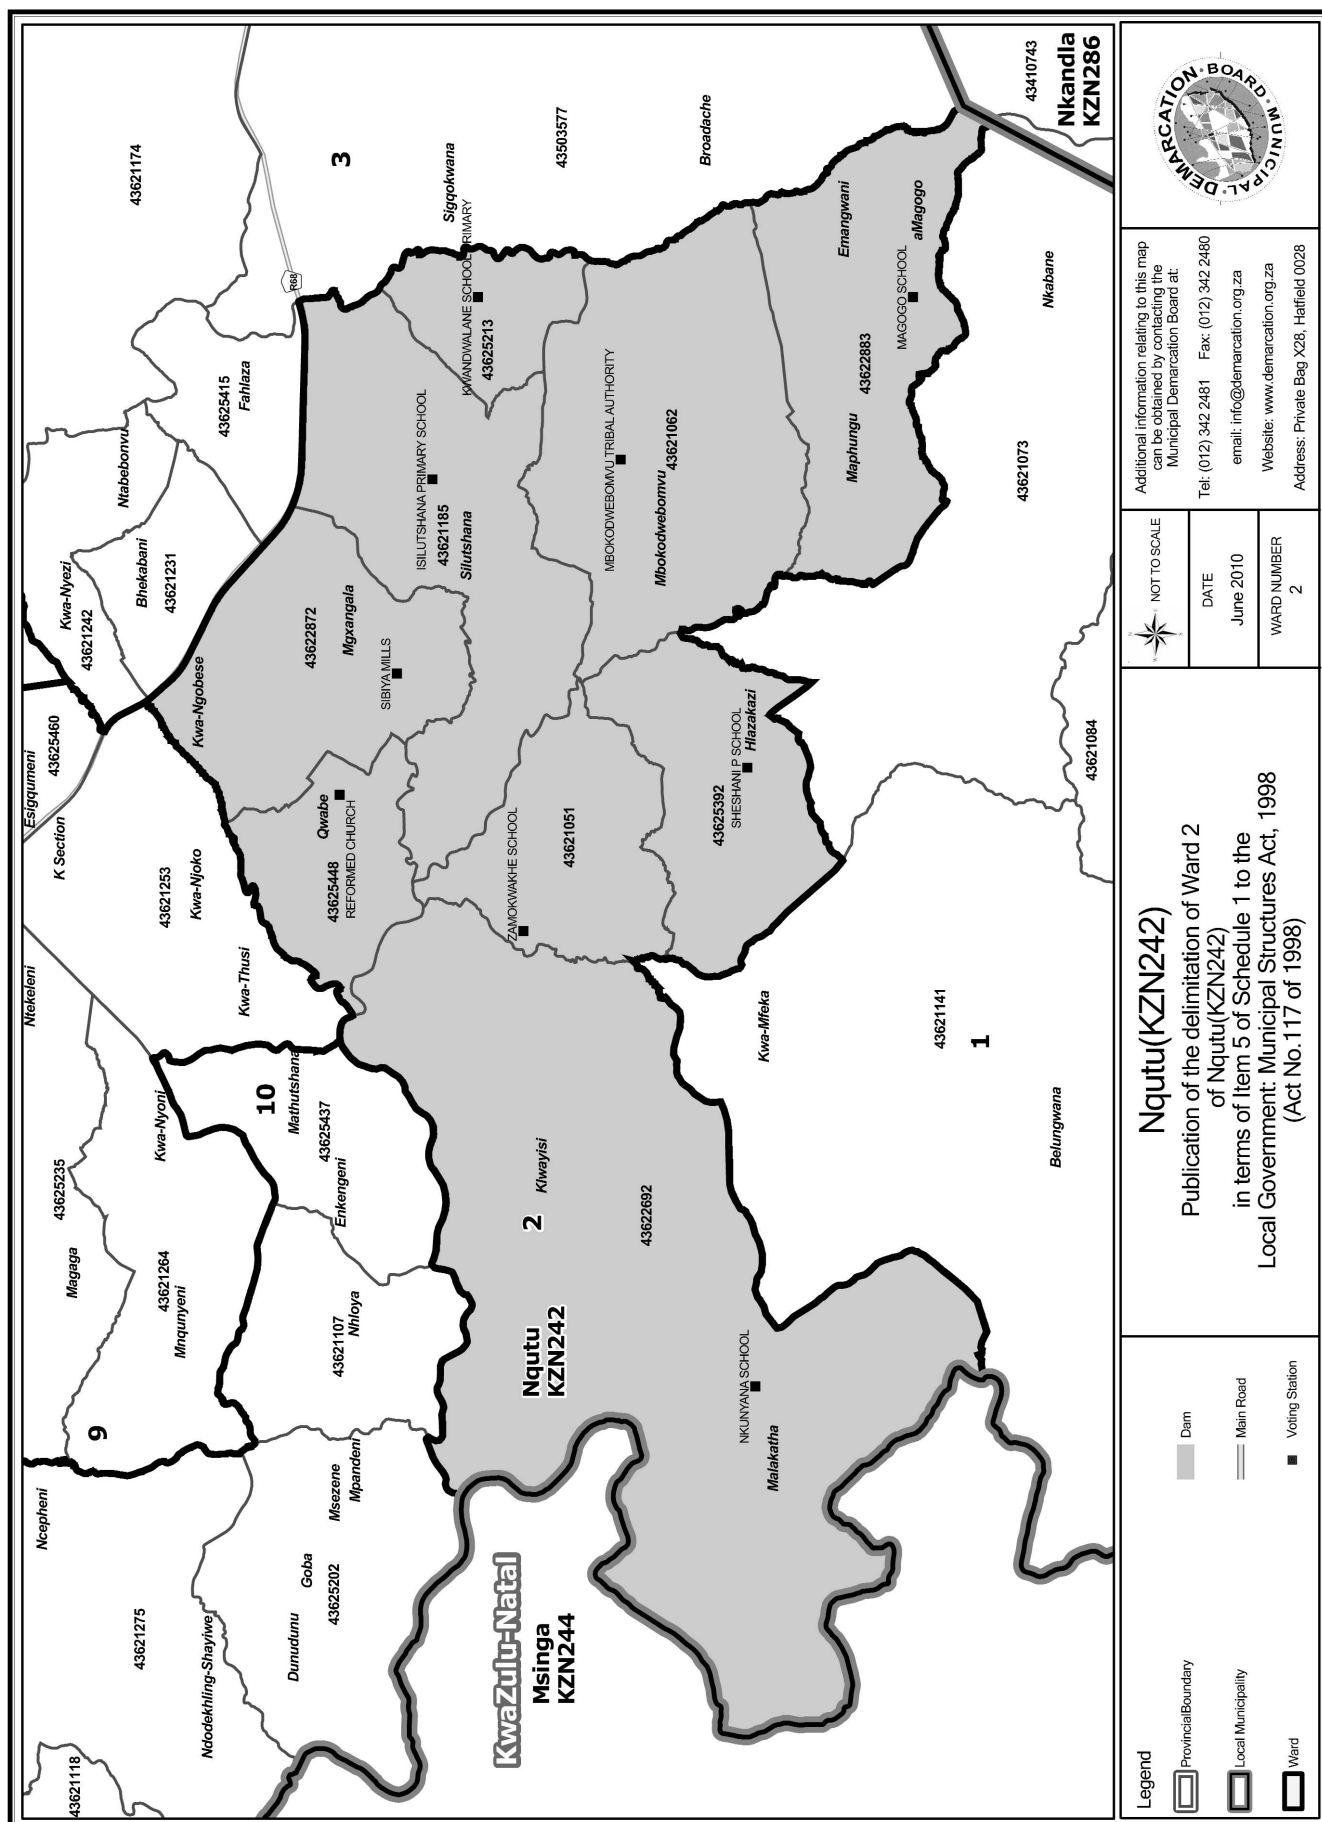 43621118
Ncepheni
43621275
Ndodekhling-Shayiwe
Dunudunu
Goba
43625202
Msezene
Mpandeni
9
Magaga
43625235
43621264
Mnqunyeni
Kwa-Nyoni
10
Mathutshana
43625437
Enkengeni
43621107
Nhloya
Ntekeleni
Kwa-Thusi
43621253
Kwa-Njoko
K Section
Esigqumeni
43625460
Kwa-Nyezi
43621242
Bhekabani
43621231
Ntabebonvu
43625415
Fahlaza
43621174
3
R68
Sigqokwana
43503577
Broadache
43410743
Nkandla
KZN286
Kwa-Ngobese
43622872
Mgxangala
SIBIYA MILLS
Qwabe
43625448
REFORMED CHURCH
ISILUTSHANA PRIMARY SCHOOL
43621185
Silutshana
KWANDWALANE SCHOOL PRIMARY
43625213
MBOKODWEBOMVU TRIBAL AUTHORITY
Mbokodwebomvu
43621062
ZAMOKWAKHE SCHOOL
43621051
43625392
SHESHANI P SCHOOL
Hlazakazi
Emangwani
aMagogo
MAGOGO SCHOOL
43622883
Maphungu
Nkabane
43621073
43621084
Kwa-Mfeka
43621141
1
Belungwana
2
Klwayisi
43622692
Nqutu
KZN242
NKUNYANA SCHOOL
Malakatha
KwaZulu-Natal
Msinga
KZN244
Legend
ProvincialBoundary
Local Municipality
Ward
Dam
Main Road
Voting Station
Nqutu(KZN242)
Publication of the delimitation of Ward 2
of Nqutu(KZN242)
in terms of Item 5 of Schedule 1 to the
Local Government: Municipal Structures Act, 1998
(Act No.117 of 1998)
NOT TO SCALE
DATE
June 2010
WARD NUMBER
2
Additional information relating to this map
can be obtained by contacting the
Municipal Demarcation Board at:
Tel: (012) 342 2481 Fax: (012) 342 2480
email: info@demarcation.org.za
Website: www.demarcation.org.za
Address: Private Bag X28, Hatfield 0028
DEMARCATION · BOARD · MUNICIPAL ·